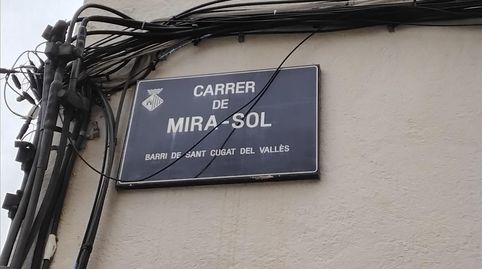 CARRER
DE
MIRA-SOL
BARRI DE SANT CUGAT DEL VALLÈS